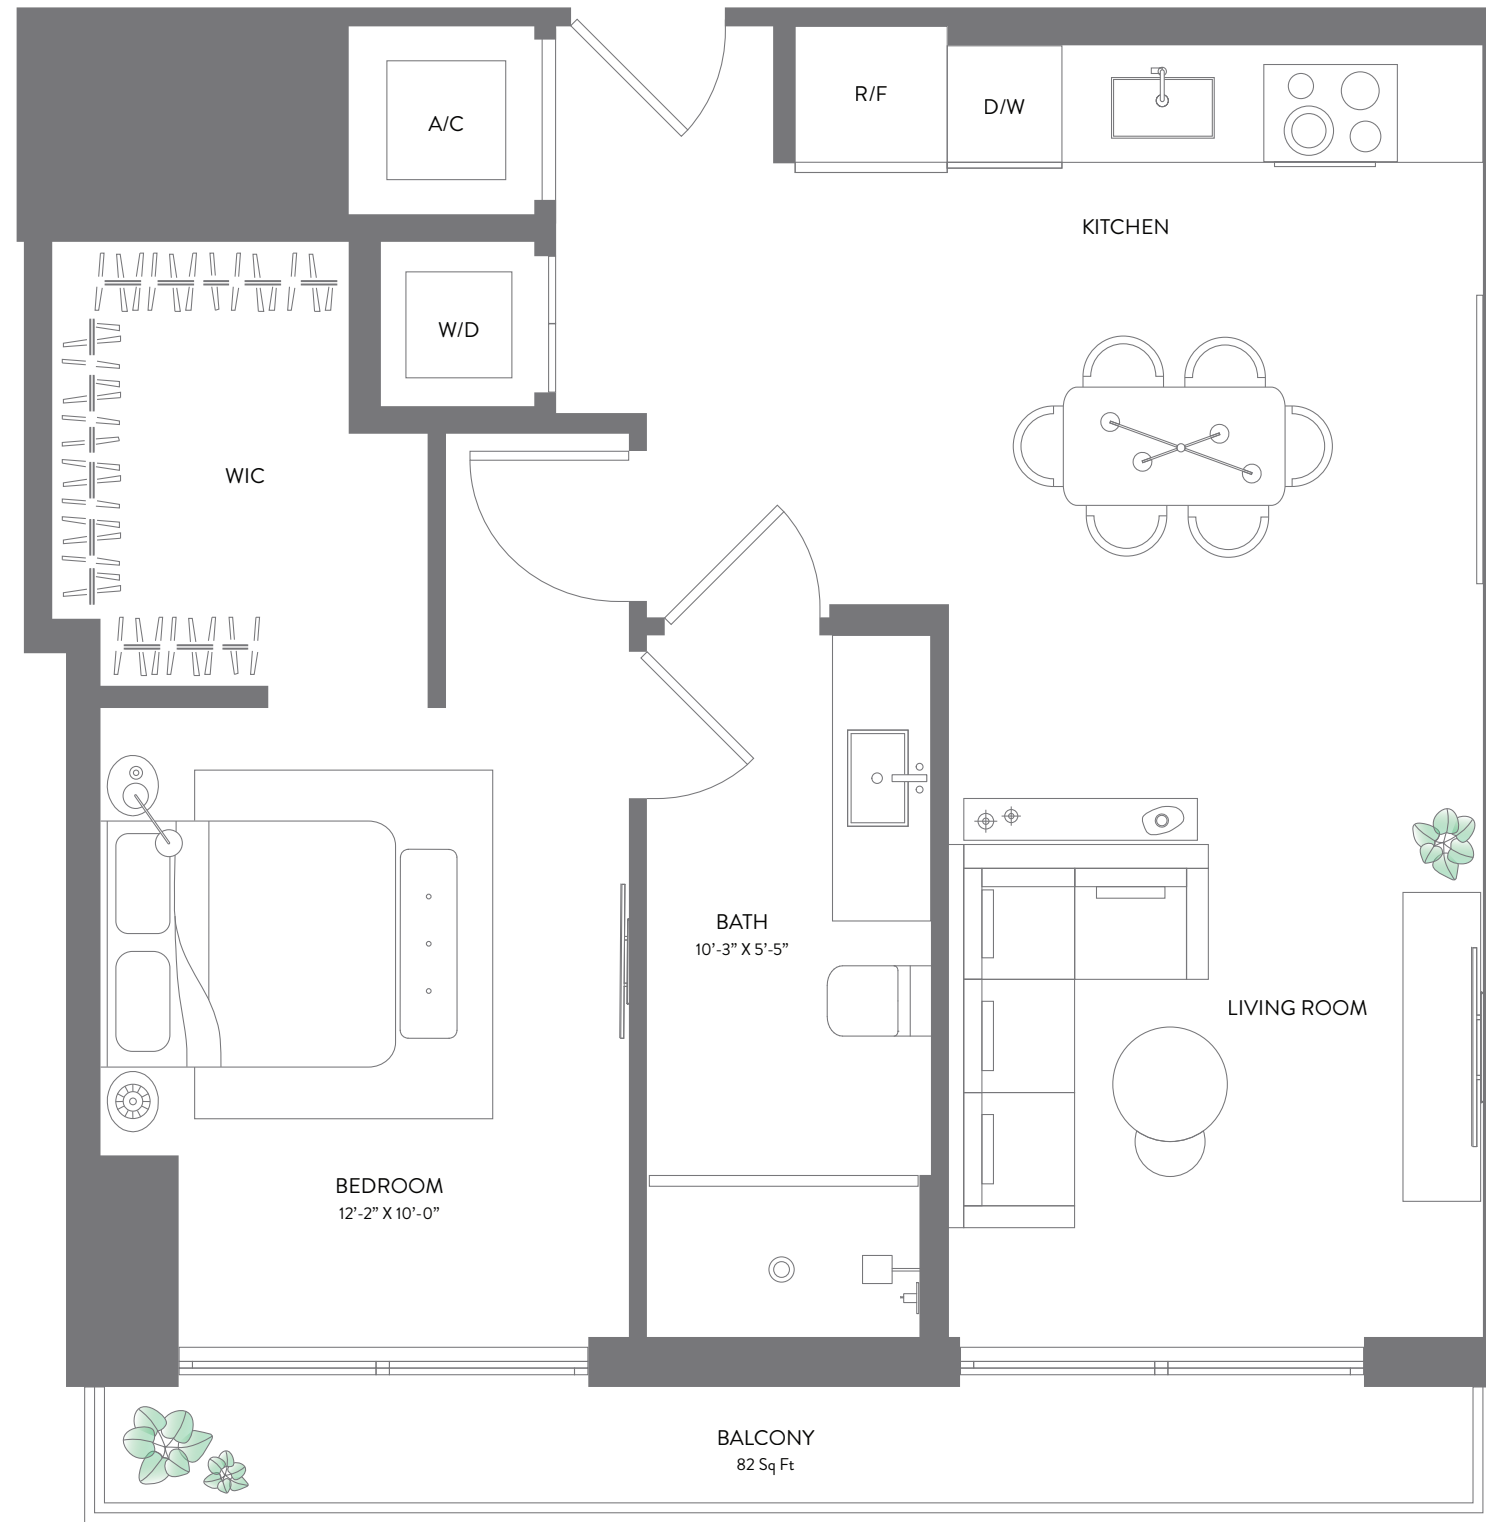 A/C
R/F
D/W
KITCHEN
W/D
WIC
BATH
10’-3” X 5’-5”
LIVING ROOM
BEDROOM
12’-2” X 10’-0”
BALCONY
82 Sq Ft